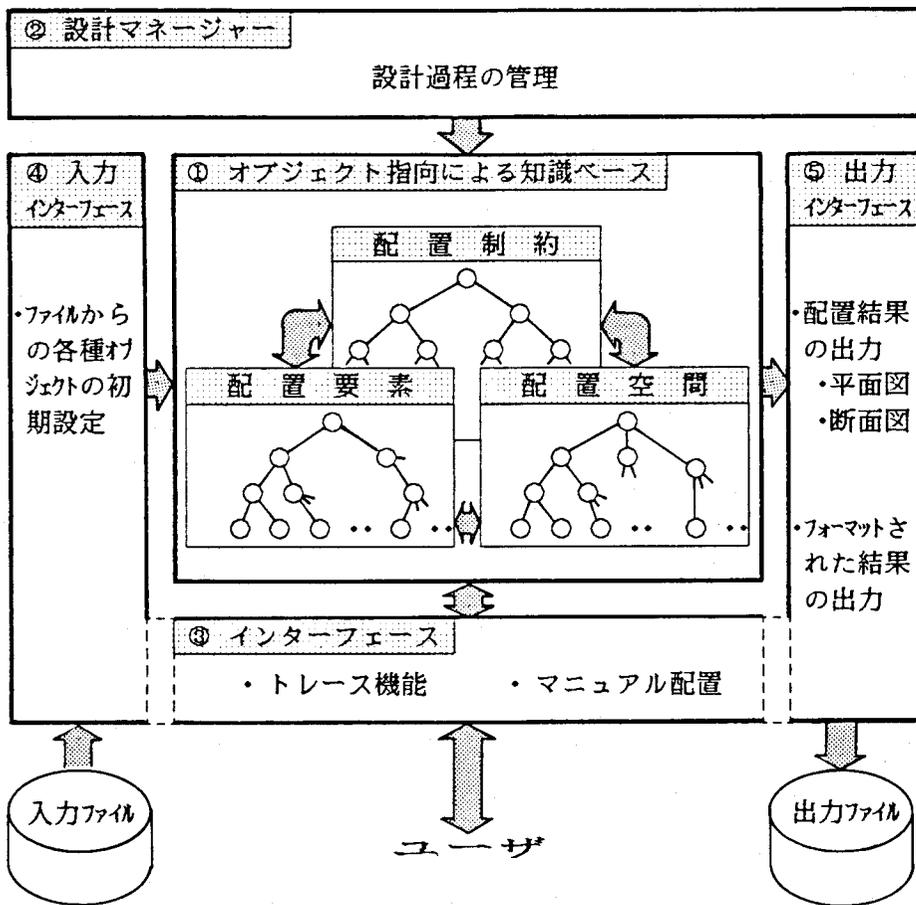 ② 設計マネージャー
設計過程の管理
④ 入力
インターフェース
・ファイルから
の各種オブ
ジェクトの初
期設定
① オブジェクト指向による知識ベース
配置制約
配置要素
配置空間
⑤ 出力
インターフェース
・配置結果
の出力
・平面図
・断面図
・フォーマットさ
れた結果
の出力
③ インターフェース
・トレース機能
・マニュアル配置
入力ファイル
ユーザ
出力ファイル